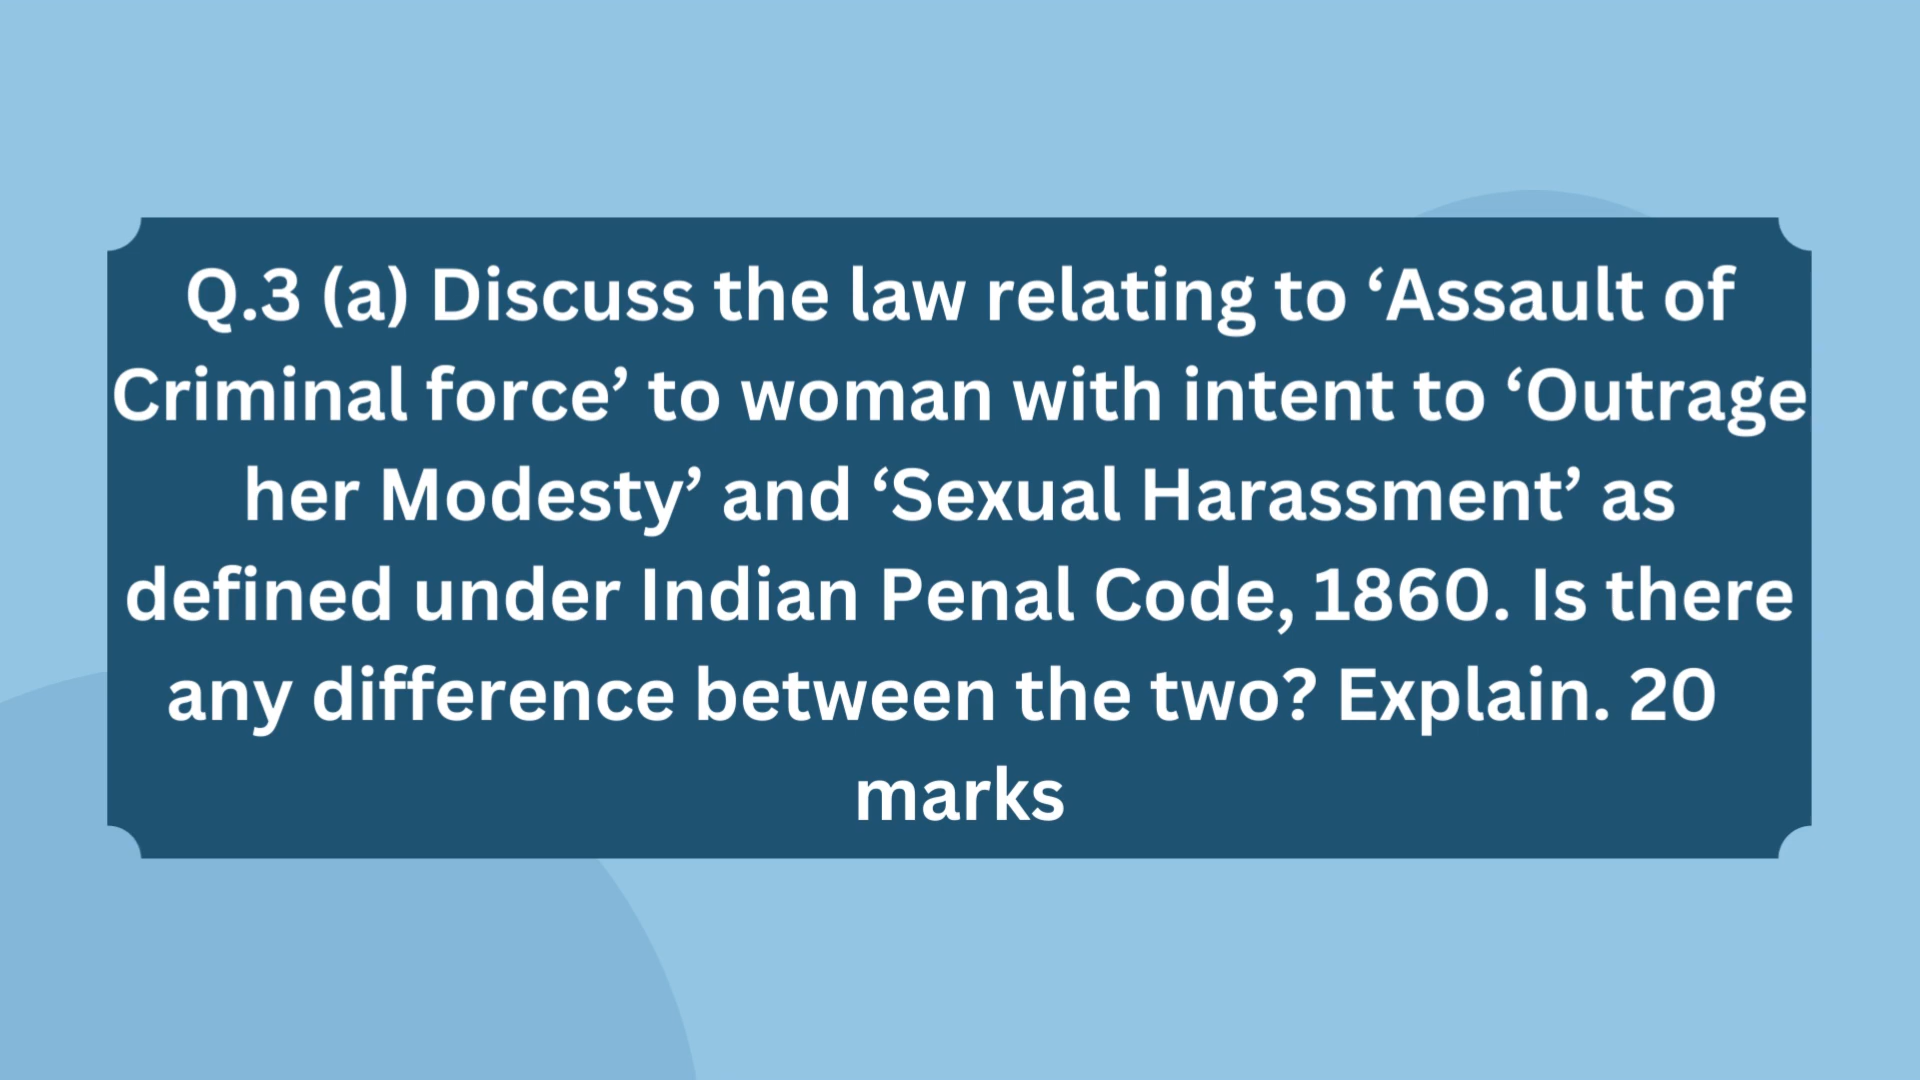 Q.3 (a) Discuss the law relating to ‘Assault of
Criminal force’ to woman with intent to ‘Outrage
her Modesty’ and ‘Sexual Harassment’ as
defined under Indian Penal Code, 1860. Is there
any difference between the two? Explain. 20
marks